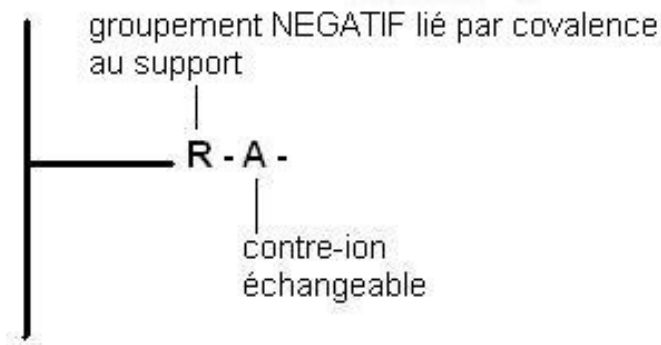 groupement NEGATIF lié par covalence
au support
R - A -
contre-ion
échangeable